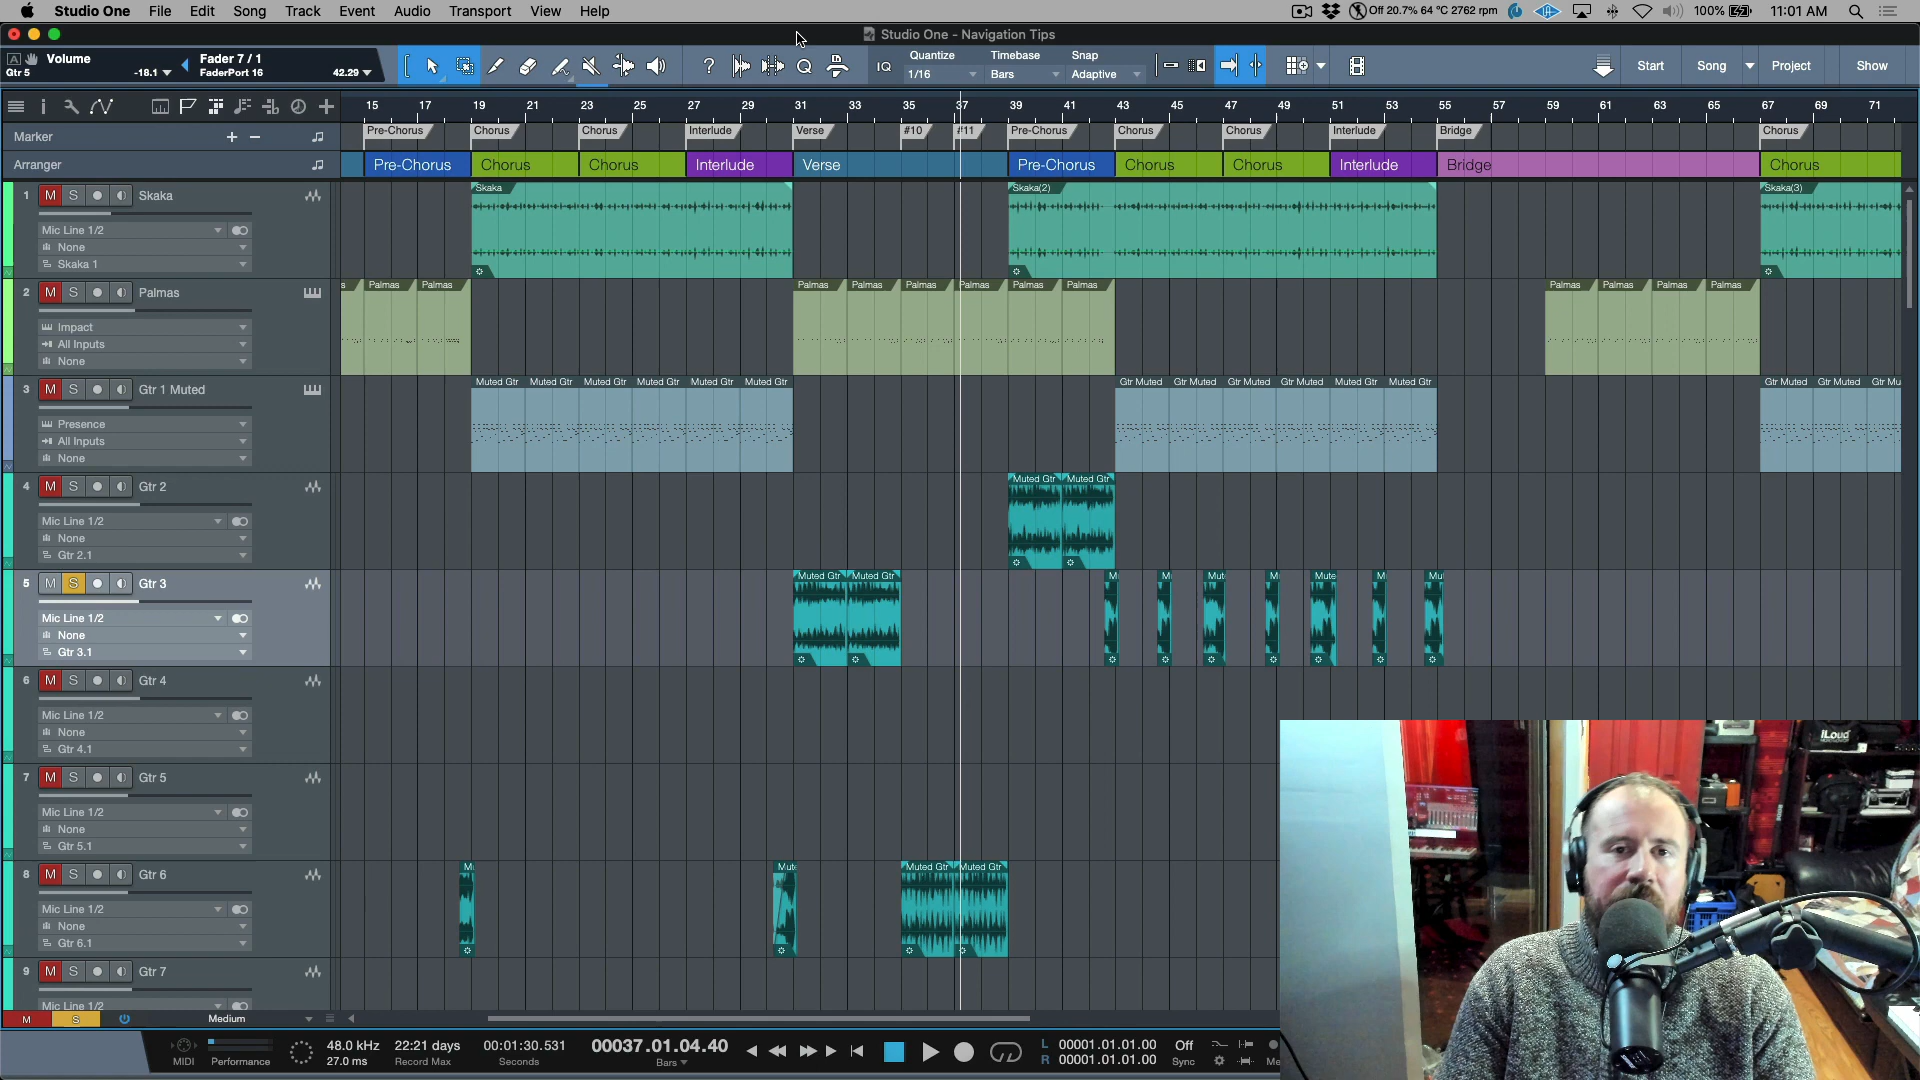 Studio One File Edit Song Track Event Audio Transport View Help
Off 20.7% 64 °C 2762 rpm 100% 11:01 AM
Studio One - Navigation Tips
Volume Fader 7 / 1
Gtr 5 -18.1 FaderPort 16 42.29
IQ Quantize Timebase Snap
1/16 Bars Adaptive
Start Song Project Show
15 17 19 21 23 25 27 29 31 33 35 37 39 41 43 45 47 49 51 53 55 57 59 61 63 65 67 69 71
Marker Pre-Chorus Chorus Chorus Interlude Verse #10 #11 Pre-Chorus Chorus Chorus Interlude Bridge Chorus
Arranger Pre-Chorus Chorus Chorus Interlude Verse Pre-Chorus Chorus Chorus Interlude Bridge Chorus
1 M S Skaka
Skaka Skaka(2) Skaka(3)
Mic Line 1/2
None
Skaka 1
2 M S Palmas
s Palmas Palmas Palmas Palmas Palmas Palmas Palmas Palmas Palmas Palmas Palmas Palmas
Impact
All Inputs
None
3 M S Gtr 1 Muted
Muted Gtr Muted Gtr Muted Gtr Muted Gtr Muted Gtr Muted Gtr Gtr Muted Gtr Muted Gtr Muted Gtr Muted Muted Gtr Muted Gtr Gtr Muted Gtr Muted Gtr Mu
Presence
All Inputs
None
4 M S Gtr 2
Muted Gtr Muted Gtr
Mic Line 1/2
None
Gtr 2.1
5 M S Gtr 3
Muted Gtr Muted Gtr M Mu Mut M Mute M Mut
Mic Line 1/2
None
Gtr 3.1
6 M S Gtr 4
Mic Line 1/2
None
Gtr 4.1
iLoud
7 M S Gtr 5
Mic Line 1/2
None
Gtr 5.1
8 M S Gtr 6
M Mute Muted Gtr Muted Gtr
Mic Line 1/2
None
Gtr 6.1
9 M S Gtr 7
Mic Line 1/2
M S Medium
MIDI Performance
48.0 kHz 22:21 days 00:01:30.531 00037.01.04.40
27.0 ms Record Max Seconds Bars
L 00001.01.01.00 Off
R 00001.01.01.00 Sync Me